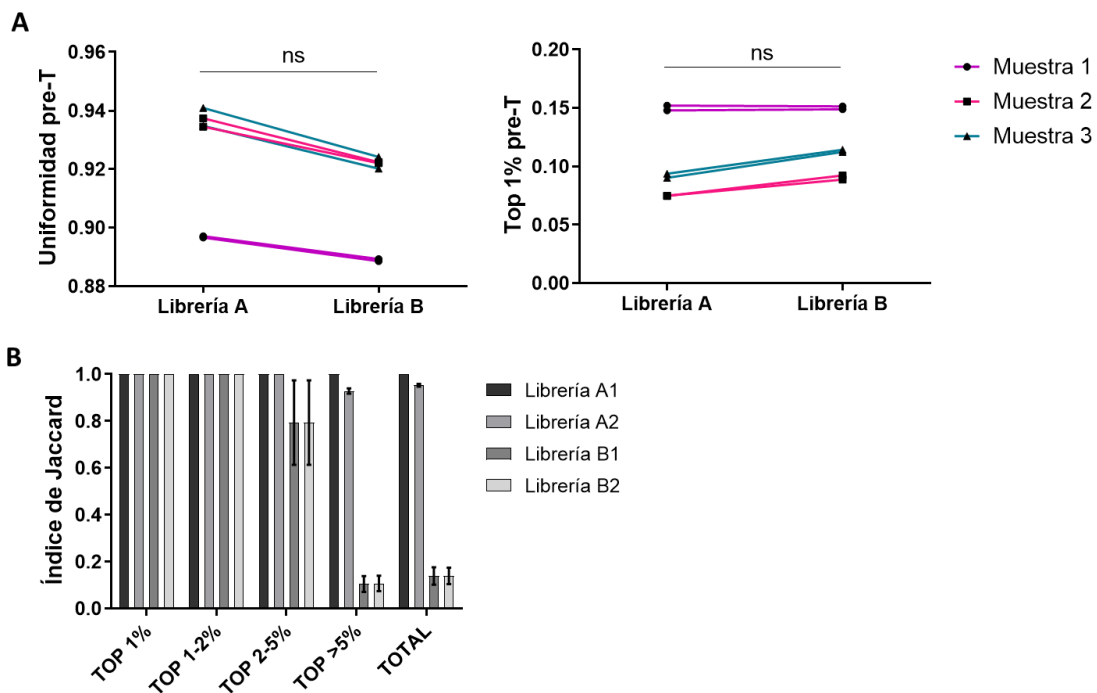 A
Uniformidad pre-T
0.96
0.94
0.92
0.90
0.88
ns
Librería A
Librería B
Top 1% pre-T
0.20
0.15
0.10
0.05
0.00
ns
Librería A
Librería B
Muestra 1
Muestra 2
Muestra 3
B
Índice de Jaccard
1.0
0.8
0.6
0.4
0.2
0.0
TOP 1%
TOP 1-2%
TOP 2-5%
TOP >5%
TOTAL
Librería A1
Librería A2
Librería B1
Librería B2